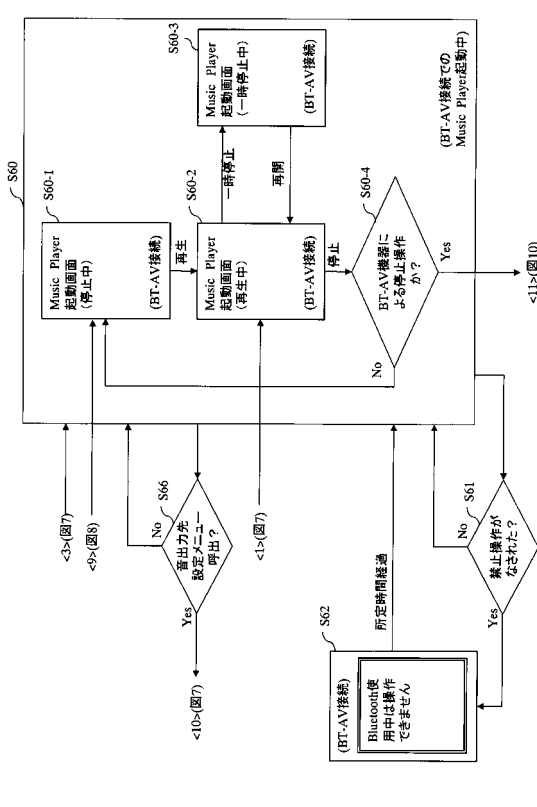 S60
S60-1
Music Player
起動画面
(停止中)
(BT-AV接続)
再生
S60-2
Music Player
起動画面
(再生中)
(BT-AV接続)
一時停止
再開
S60-3
Music Player
起動画面
(一時停止中)
(BT-AV接続)
停止
S60-4
BT-AV機器に
よる停止操作
か?
No
Yes
<11>(図10)
(BT-AV接続での
Music Player起動中)
<3>(図7)
<9>(図8)
S66
音出力先
設定メニュー
呼出?
No
Yes
<10>(図7)
<1>(図7)
S61
禁止操作が
なされた?
No
Yes
S62
(BT-AV接続)
Bluetooth使
用中は操作
できません
所定時間経過